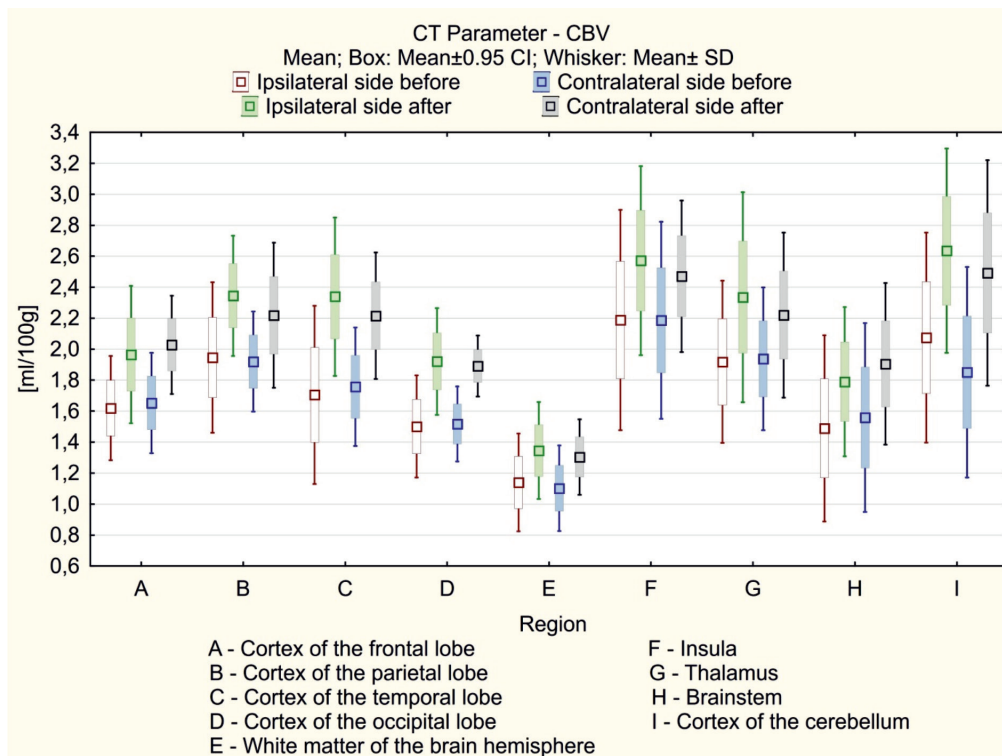 CT Parameter - CBV
Mean; Box: Mean±0.95 CI; Whisker: Mean± SD
Ipsilateral side before
Contralateral side before
Ipsilateral side after
Contralateral side after
3,4
3,2
3,0
2,8
2,6
2,4
2,2
2,0
1,8
1,6
1,4
1,2
1,0
0,8
0,6
[ml/100g]
A B C D E F G H I
Region
A - Cortex of the frontal lobe
B - Cortex of the parietal lobe
C - Cortex of the temporal lobe
D - Cortex of the occipital lobe
E - White matter of the brain hemisphere
F - Insula
G - Thalamus
H - Brainstem
I - Cortex of the cerebellum